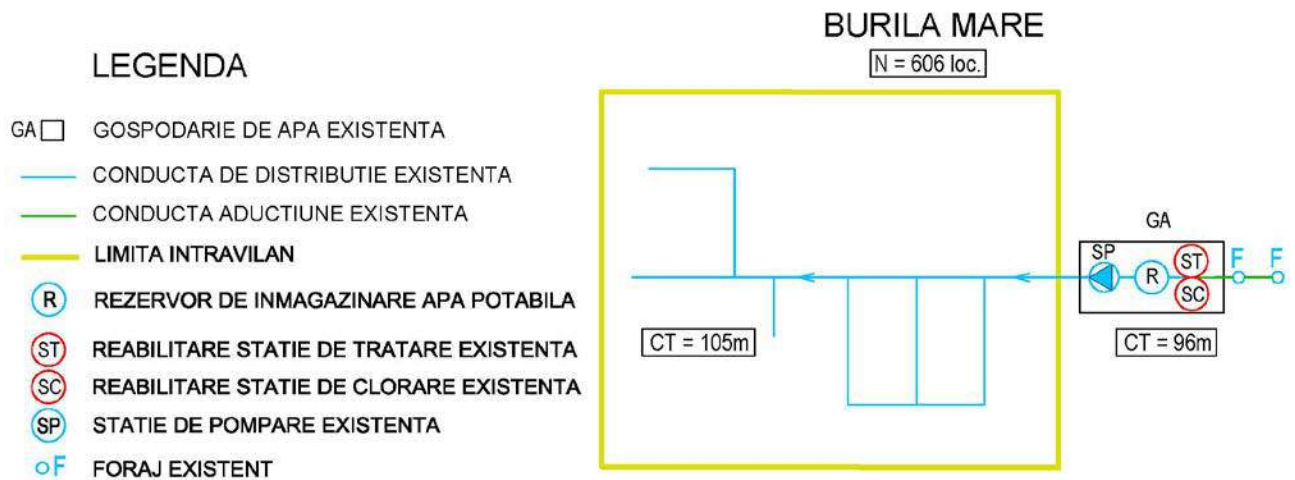 BURILA MARE
N = 606 loc.
LEGENDA
GA GOSPODARIE DE APA EXISTENTA
CONDUCTA DE DISTRIBUTIE EXISTENTA
CONDUCTA ADUCTIUNE EXISTENTA
LIMITA INTRAVILAN
R REZERVOR DE INMAGAZINARE APA POTABILA
ST REABILITARE STATIE DE TRATARE EXISTENTA
SC REABILITARE STATIE DE CLORARE EXISTENTA
SP STATIE DE POMPARE EXISTENTA
F FORAJ EXISTENT
GA
SP
R
ST
SC
F F
CT = 105m
CT = 96m